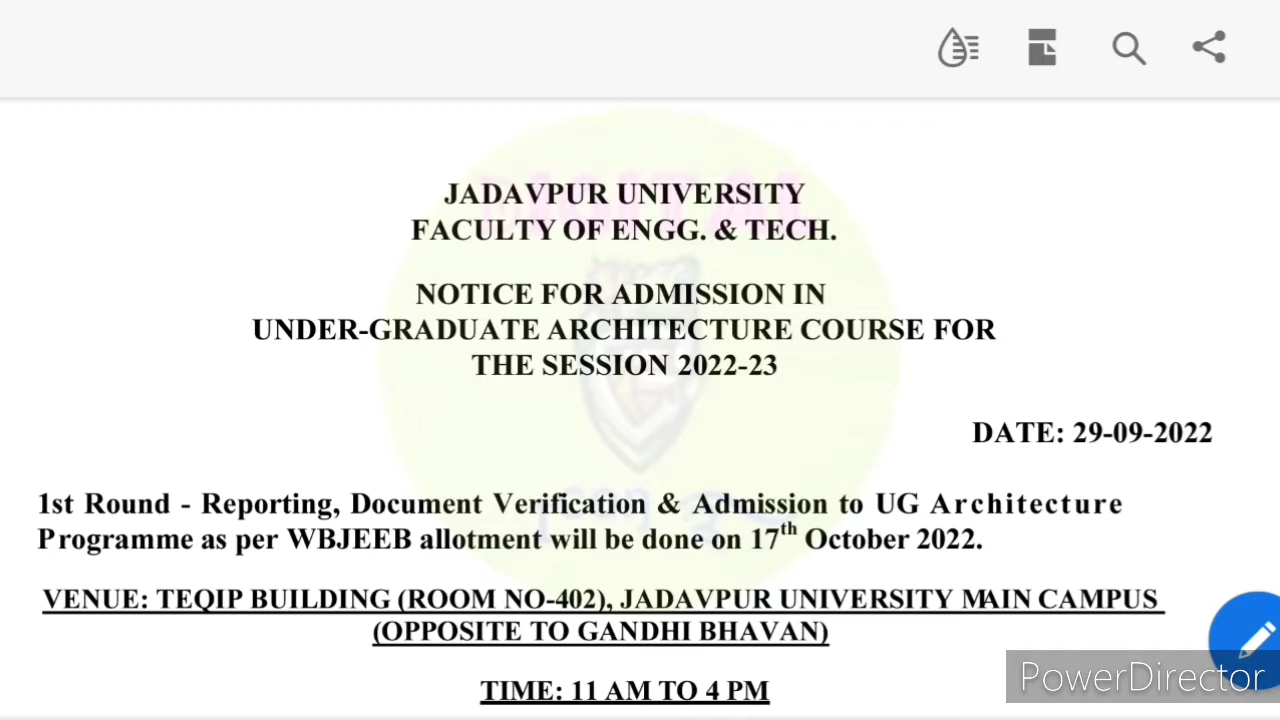 JADAVPUR UNIVERSITY
FACULTY OF ENGG. & TECH.
NOTICE FOR ADMISSION IN
UNDER-GRADUATE ARCHITECTURE COURSE FOR
THE SESSION 2022-23
DATE: 29-09-2022
1st Round - Reporting, Document Verification & Admission to UG Architecture
Programme as per WBJEEB allotment will be done on 17th October 2022.
VENUE: TEQIP BUILDING (ROOM NO-402), JADAVPUR UNIVERSITY MAIN CAMPUS
(OPPOSITE TO GANDHI BHAVAN)
TIME: 11 AM TO 4 PM
PowerDirector